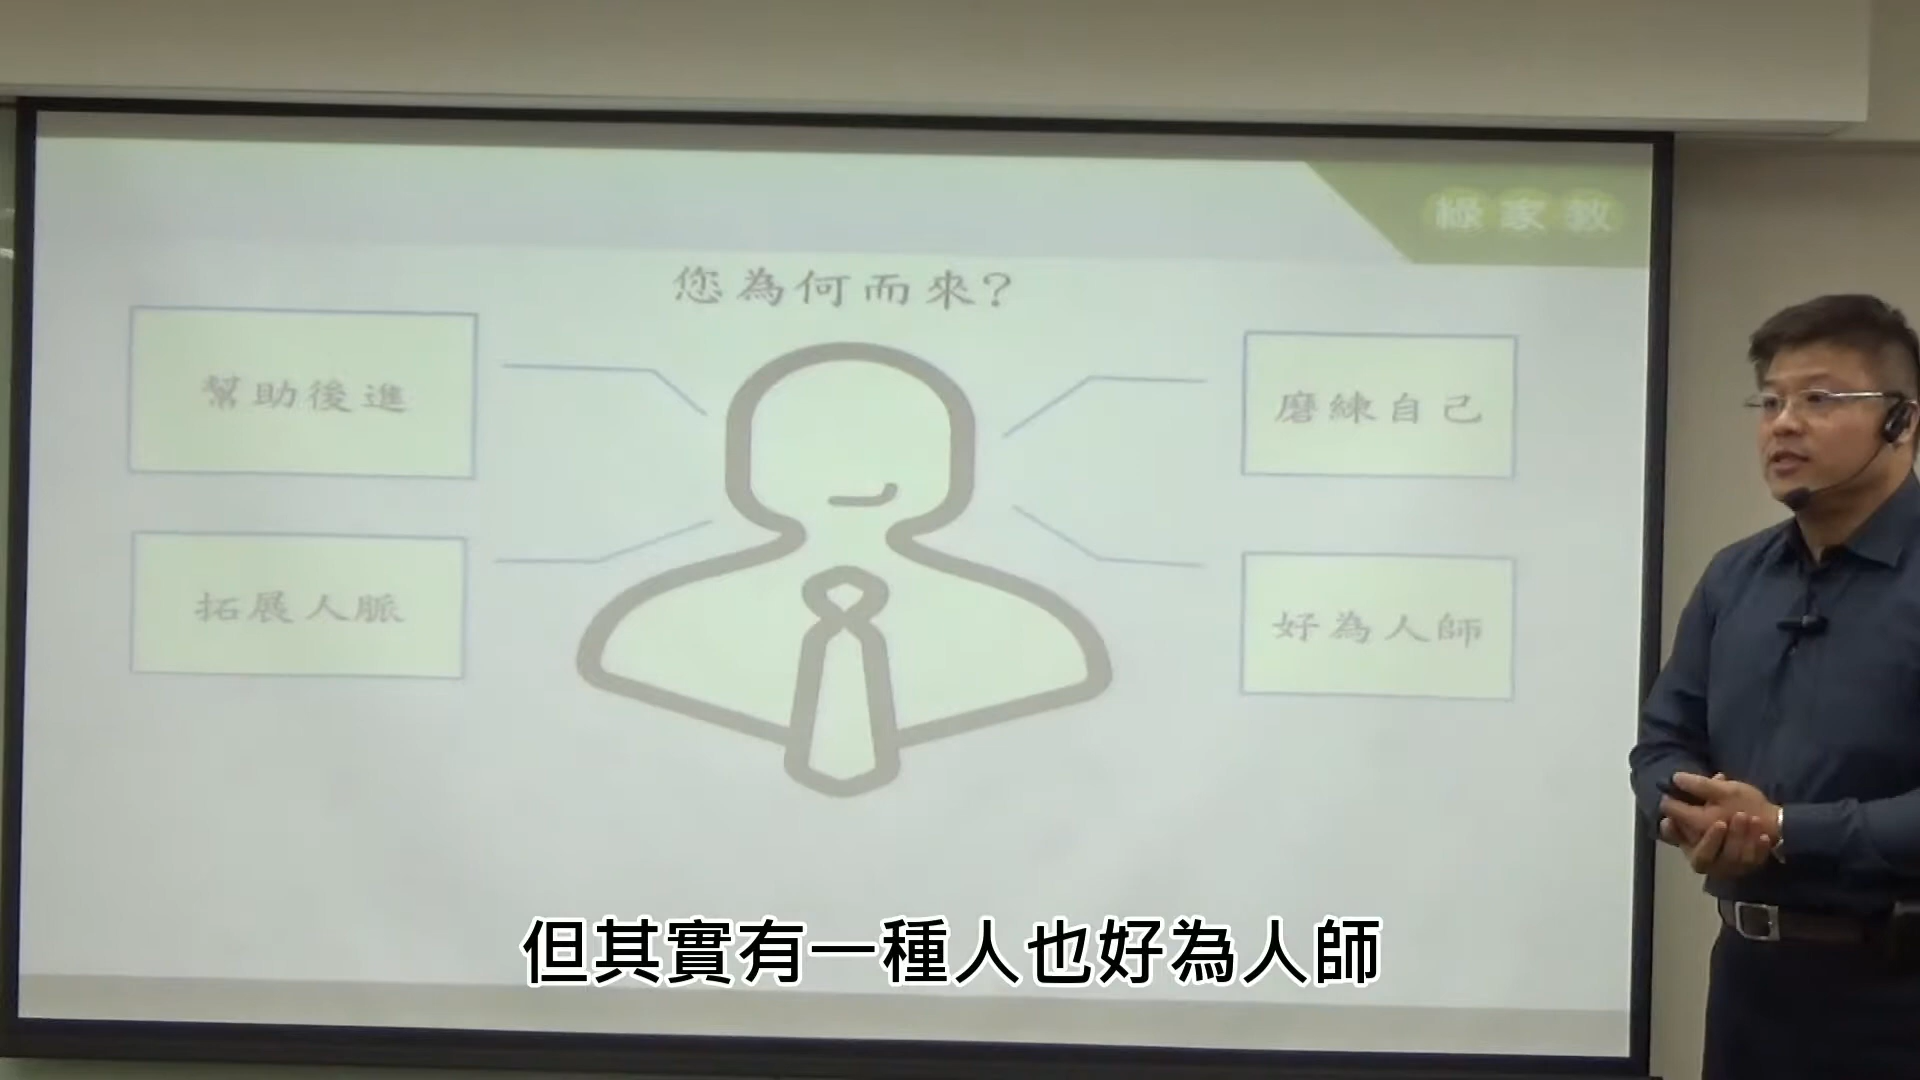 綠家教
您為何而來?
幫助後進
磨練自己
拓展人脈
好為人師
但其實有一種人也好為人師